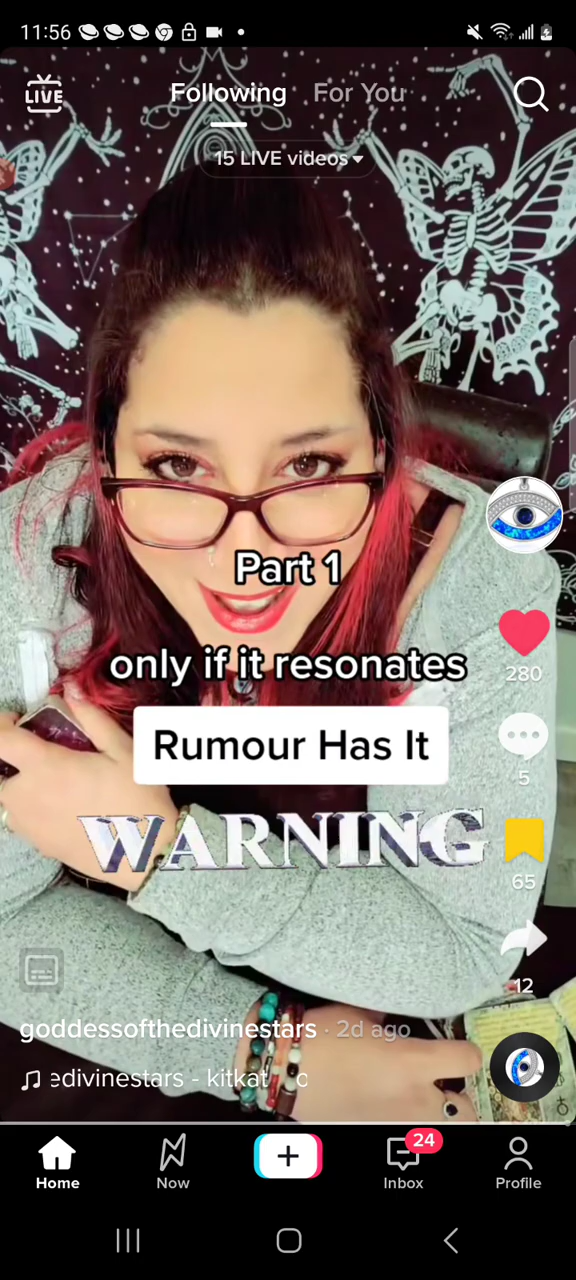 11:56
LIVE
Following For You
15 LIVE videos
Part 1
only if it resonates
Rumour Has It
WARNING
280
5
65
12
goddessofthedivinestars · 2d ago
edivinestars - kitkat
Home
Now
24
Inbox
Profile